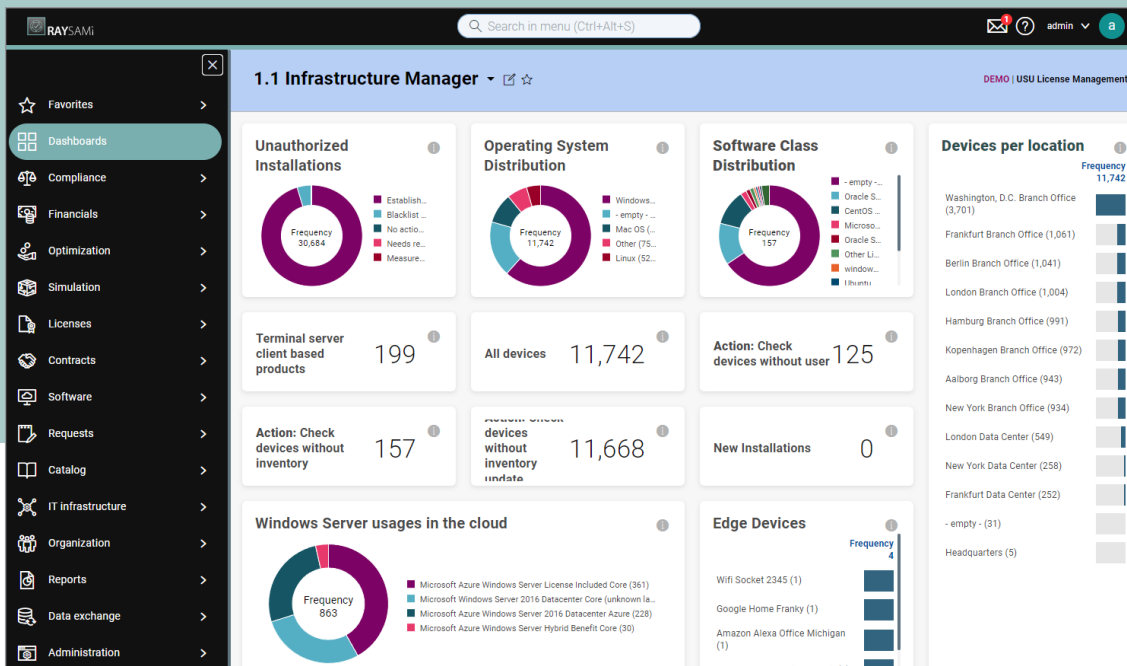 RAYSAMi
Search in menu (Ctrl+Alt+S)
1
admin
a
1.1 Infrastructure Manager
DEMO | USU License Management
Favorites
Dashboards
Compliance
Financials
Optimization
Simulation
Licenses
Contracts
Software
Requests
Catalog
IT infrastructure
Organization
Reports
Data exchange
Administration
Unauthorized
Installations
Frequency
30,684
Establish...
Blacklist ...
No actio...
Needs re...
Measure...
Operating System
Distribution
Frequency
11,742
Windows...
- empty - ...
Mac OS (...
Other (75...
Linux (52...
Software Class
Distribution
Frequency
157
- empty -...
Oracle S...
CentOS ...
Microso...
Oracle S...
Other Li...
window...
Ubuntu
Devices per location
Frequency
11,742
Washington, D.C. Branch Office
(3,701)
Frankfurt Branch Office (1,061)
Berlin Branch Office (1,041)
London Branch Office (1,004)
Hamburg Branch Office (991)
Kopenhagen Branch Office (972)
Aalborg Branch Office (943)
New York Branch Office (934)
London Data Center (549)
New York Data Center (258)
Frankfurt Data Center (252)
- empty - (31)
Headquarters (5)
Terminal server
client based
products
199
All devices
11,742
Action: Check
devices without user
125
Action: Check
devices without
inventory
157
Action: Check
devices
without
inventory
update
11,668
New Installations
0
Windows Server usages in the cloud
Frequency
863
Microsoft Azure Windows Server License Included Core (361)
Microsoft Windows Server 2016 Datacenter Core (unknown la...
Microsoft Azure Windows Server 2016 Datacenter Azure (228)
Microsoft Azure Windows Server Hybrid Benefit Core (30)
Edge Devices
Frequency
4
Wifi Socket 2345 (1)
Google Home Franky (1)
Amazon Alexa Office Michigan
(1)